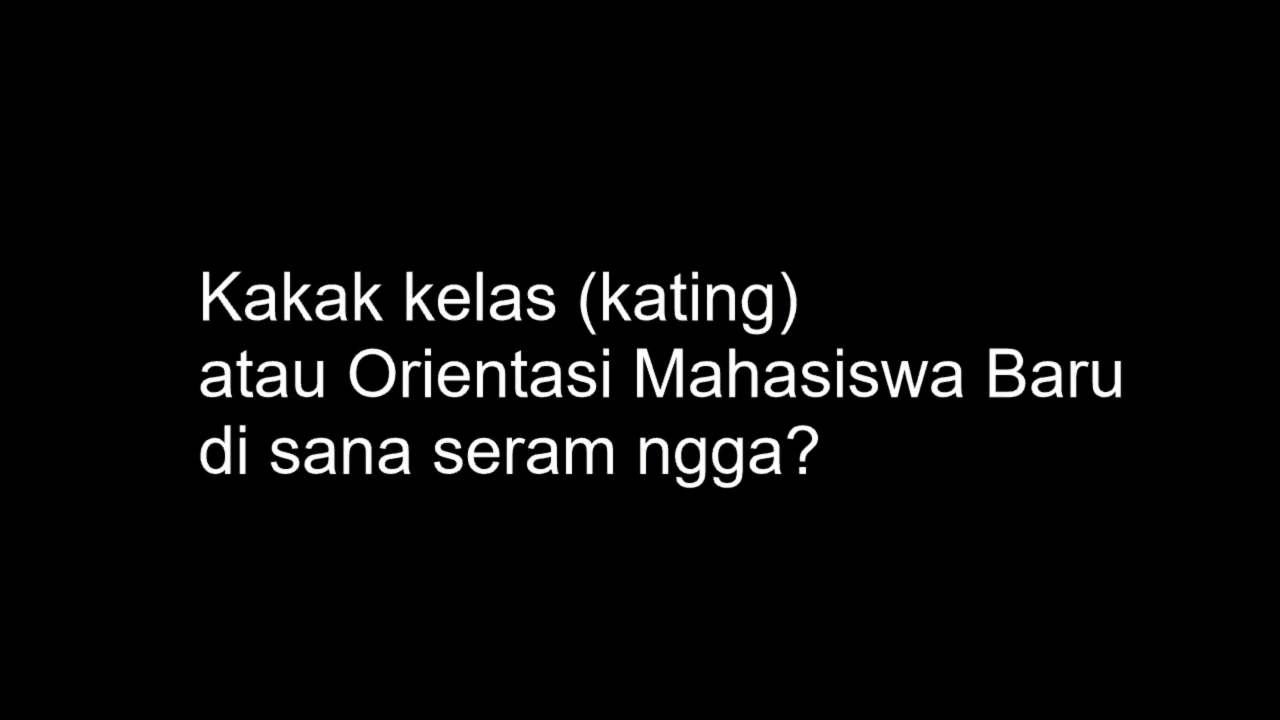 Kakak kelas (kating)
atau Orientasi Mahasiswa Baru
di sana seram ngga?